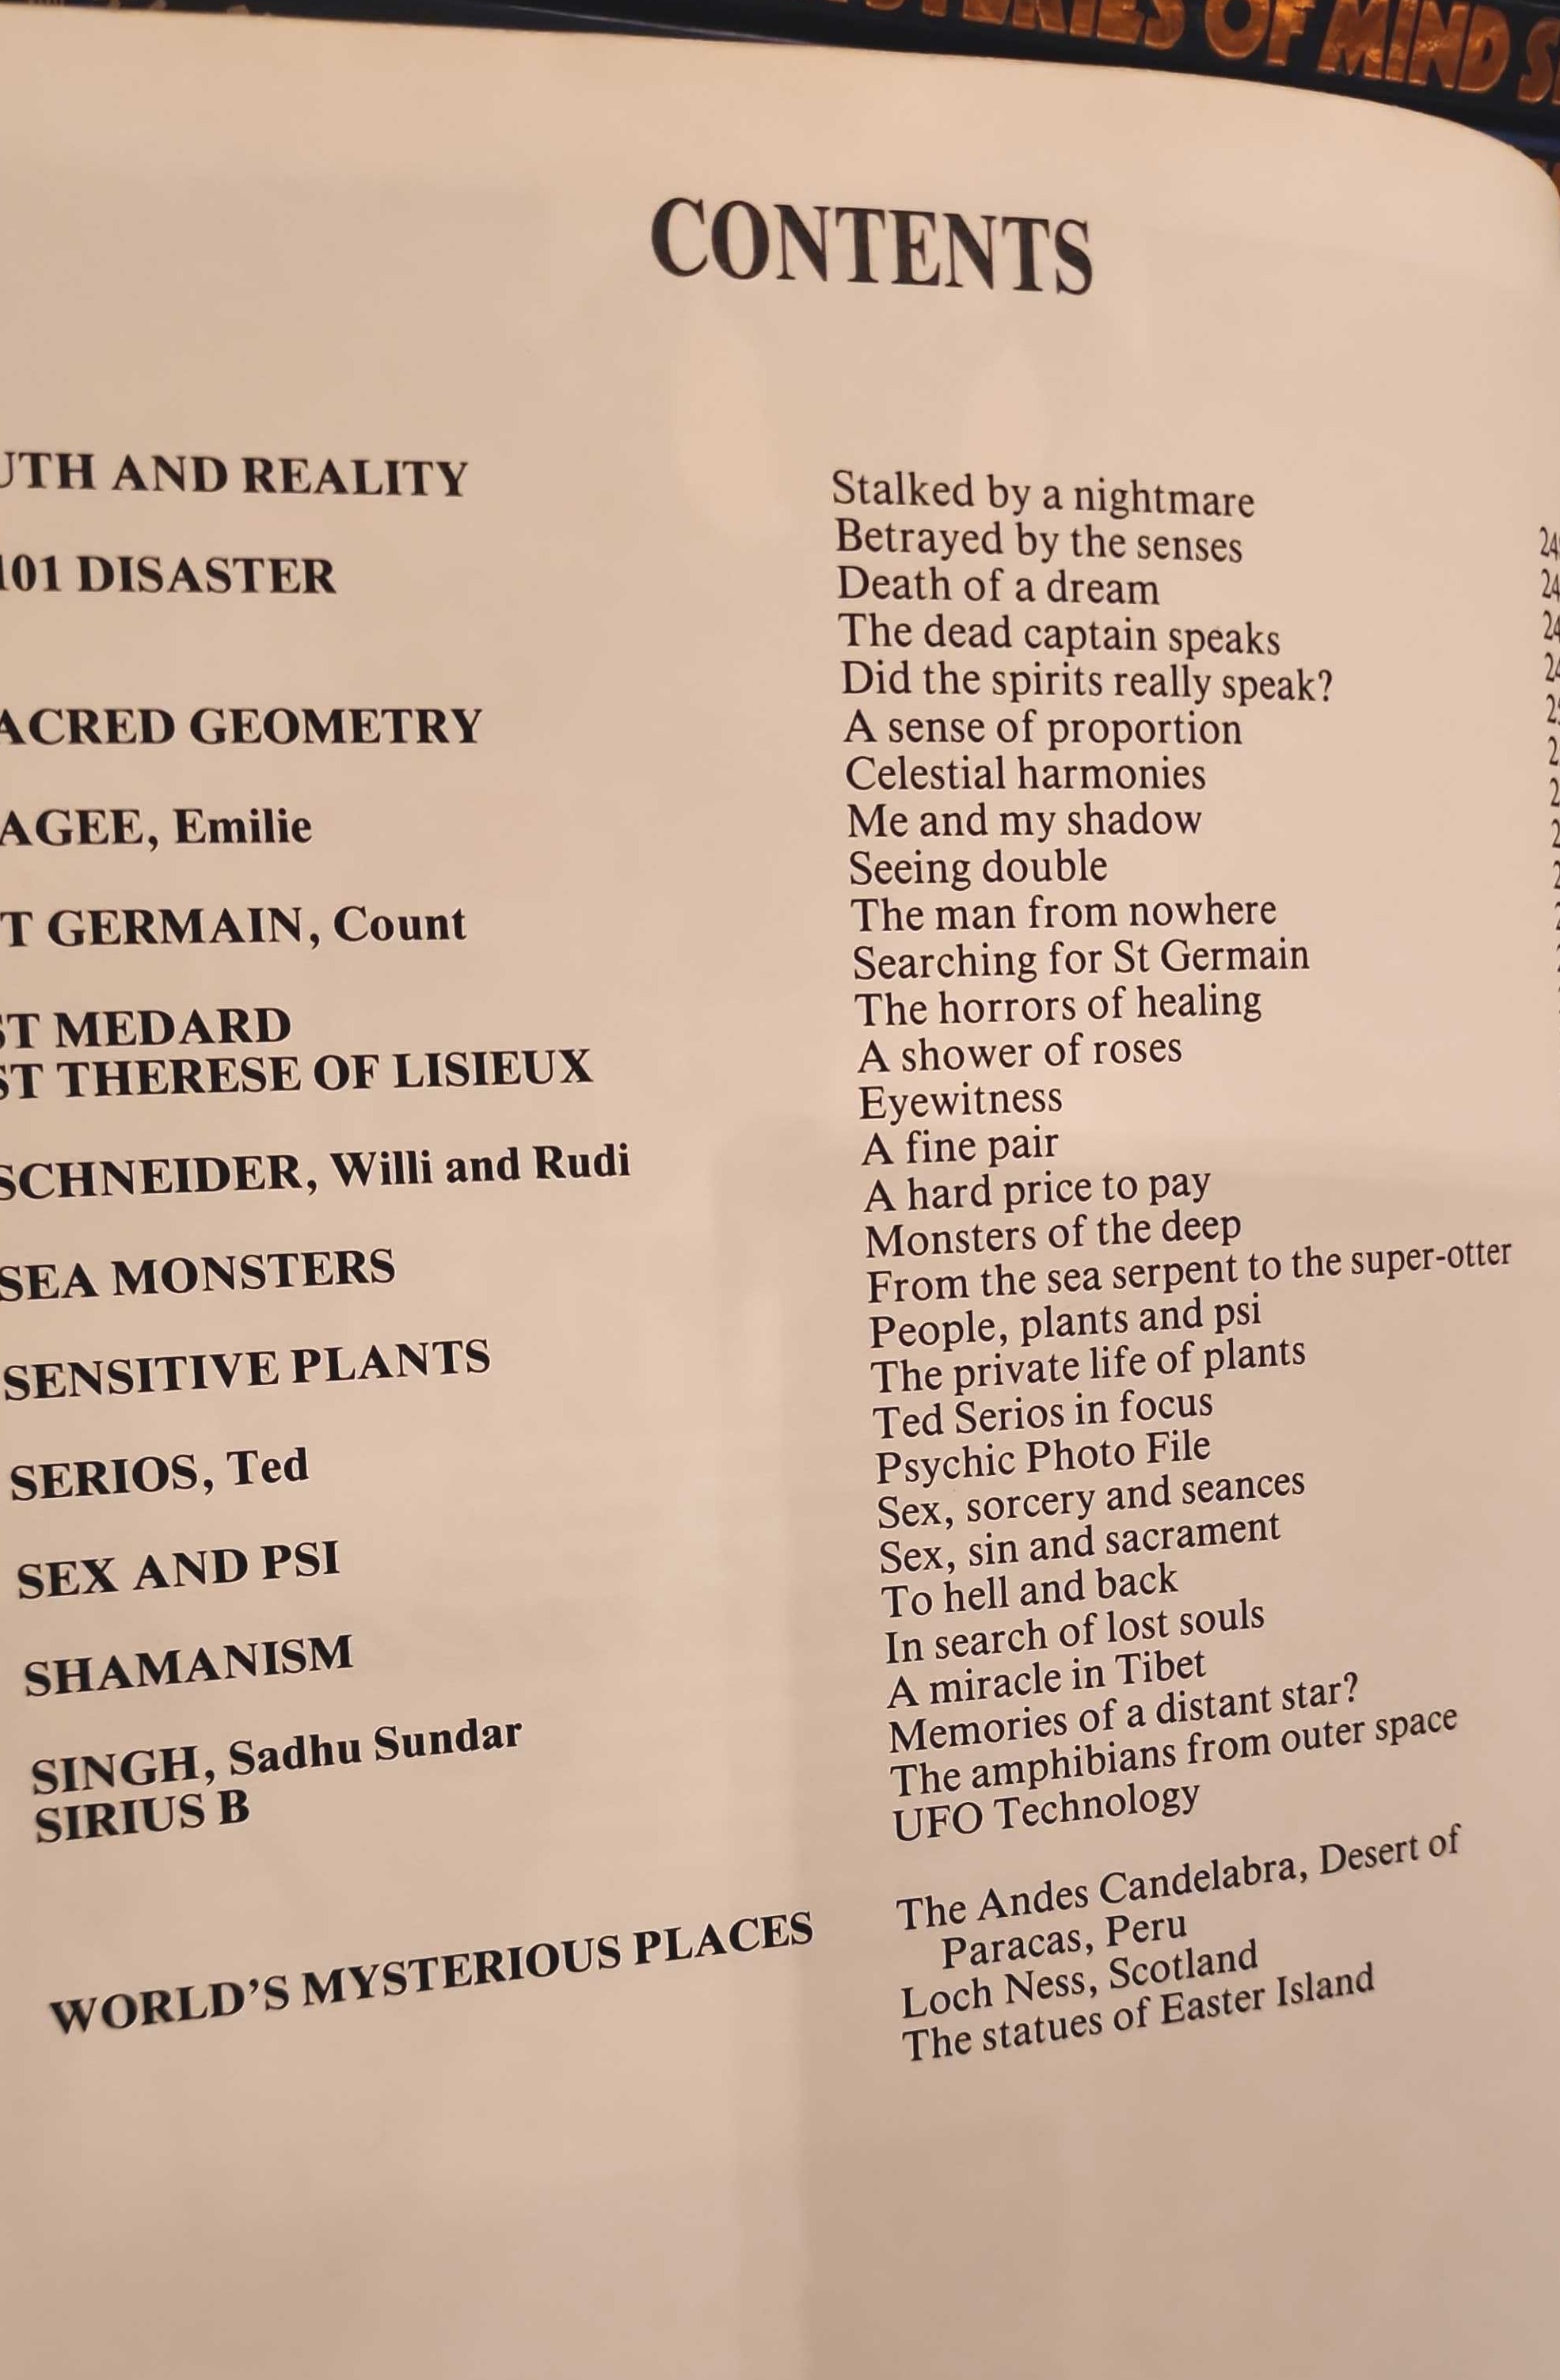 STERIES OF MIND S
CONTENTS
UTH AND REALITY
Stalked by a nightmare
Betrayed by the senses
101 DISASTER
Death of a dream
The dead captain speaks
Did the spirits really speak?
ACRED GEOMETRY
A sense of proportion
Celestial harmonies
AGEE, Emilie
Me and my shadow
Seeing double
T GERMAIN, Count
The man from nowhere
Searching for St Germain
ST MEDARD
The horrors of healing
ST THERESE OF LISIEUX
A shower of roses
Eyewitness
SCHNEIDER, Willi and Rudi
A fine pair
A hard price to pay
SEA MONSTERS
Monsters of the deep
From the sea serpent to the super-otter
SENSITIVE PLANTS
People, plants and psi
The private life of plants
SERIOS, Ted
Ted Serios in focus
Psychic Photo File
SEX AND PSI
Sex, sorcery and seances
Sex, sin and sacrament
SHAMANISM
To hell and back
In search of lost souls
SINGH, Sadhu Sundar
A miracle in Tibet
SIRIUS B
Memories of a distant star?
The amphibians from outer space
UFO Technology
WORLD'S MYSTERIOUS PLACES
The Andes Candelabra, Desert of
Paracas, Peru
Loch Ness, Scotland
The statues of Easter Island